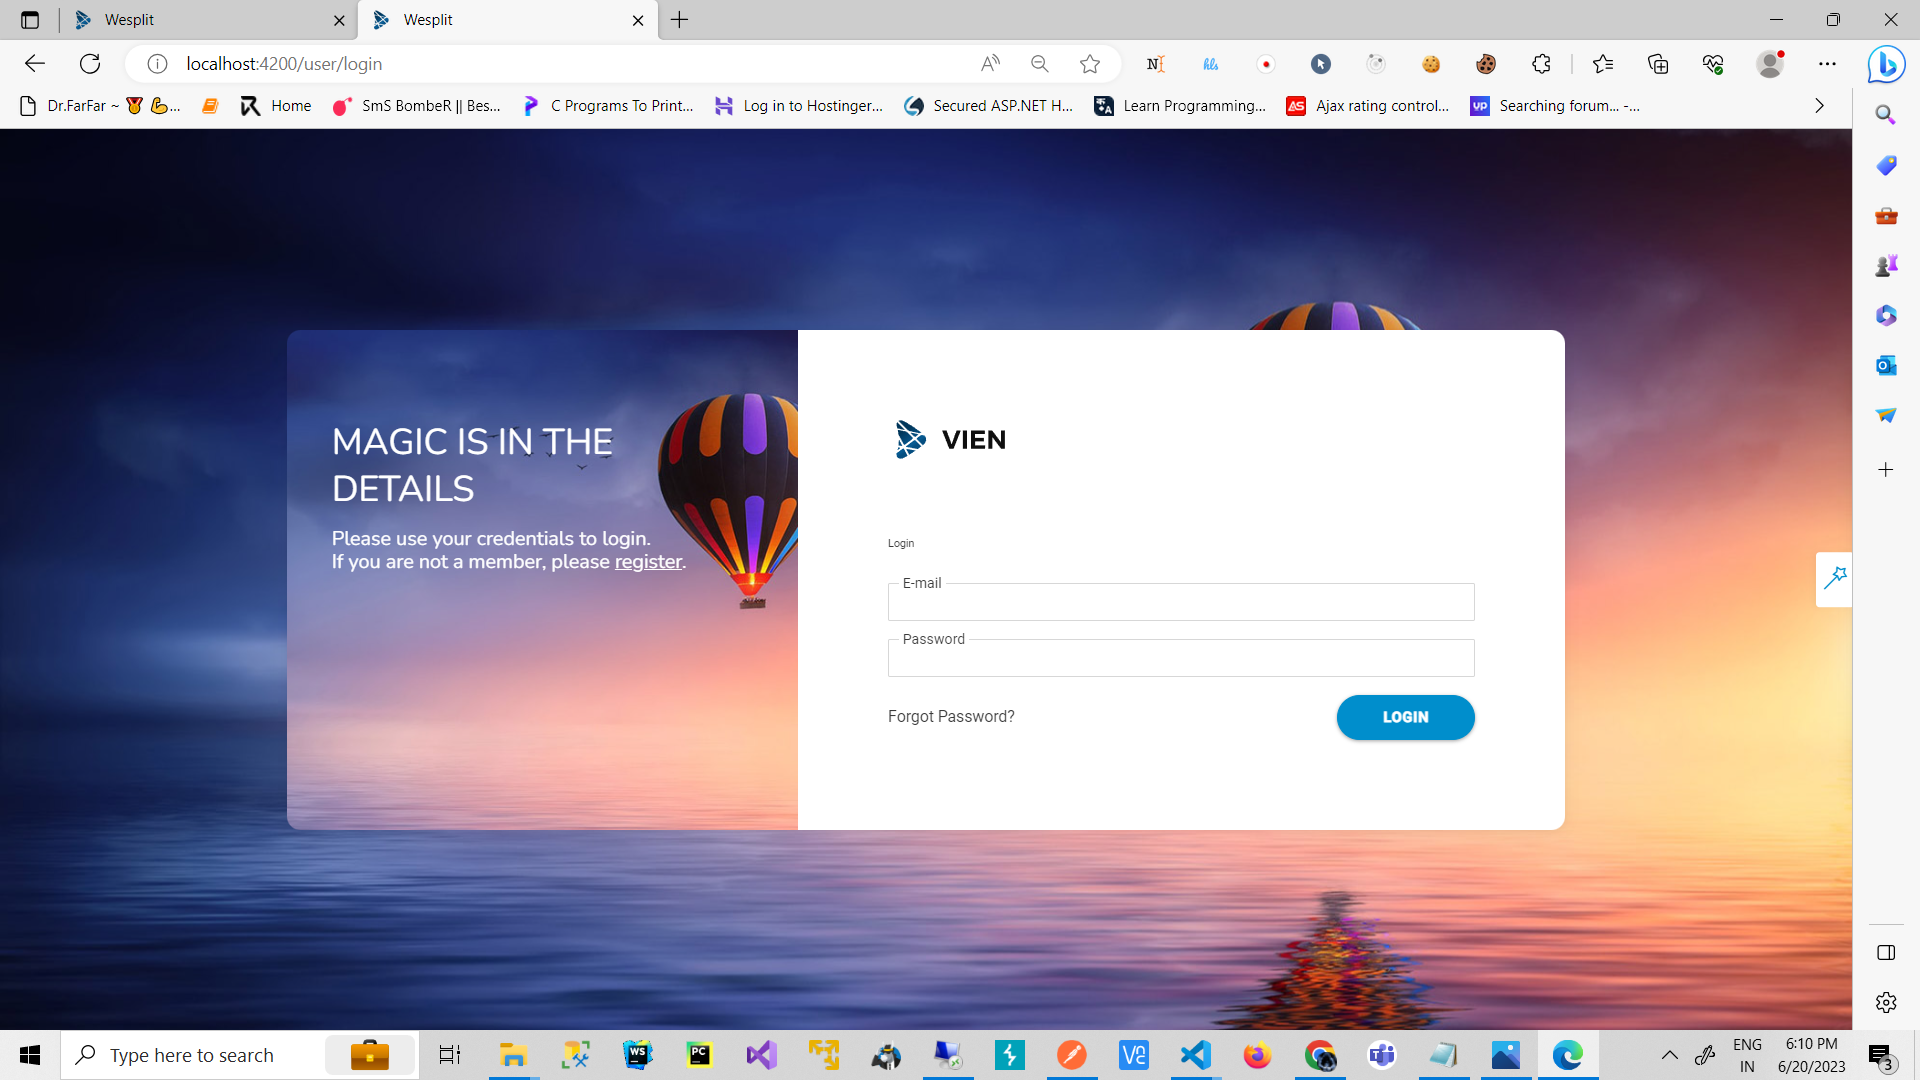 Wesplit
Wesplit
localhost:4200/user/login
Dr.FarFar ~
Home
SmS BombeR || Bes...
C Programs To Print...
Log in to Hostinger...
Secured ASP.NET H...
Learn Programming...
Ajax rating control...
Searching forum... -...
MAGIC IS IN THE
DETAILS
Please use your credentials to login.
If you are not a member, please register.
VIEN
Login
E-mail
Password
Forgot Password?
LOGIN
Type here to search
ENG
IN
6:10 PM
6/20/2023
3